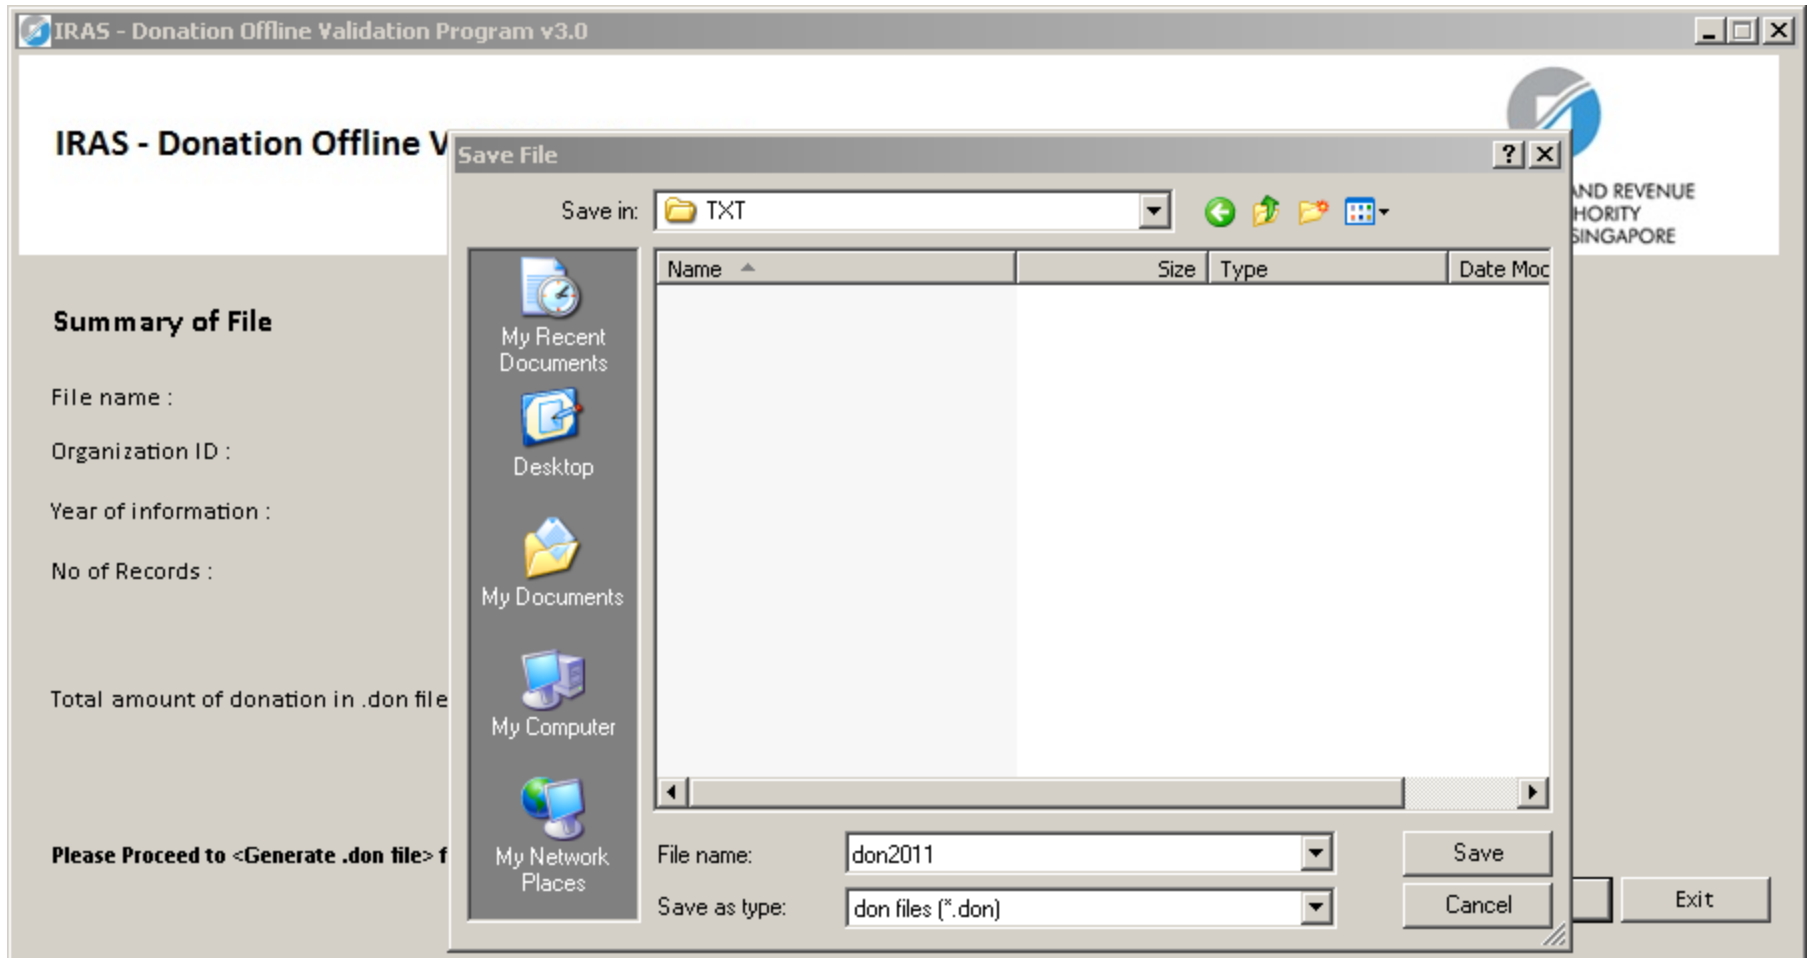 IRAS - Donation Offline Validation Program v3.0
IRAS - Donation Offline V
AND REVENUE
HORITY
SINGAPORE
Save File
Save in: TXT
Name Size Type Date Moc
My Recent
Documents
Desktop
My Documents
My Computer
My Network
Places
File name: don2011
Save as type: don files (*.don)
Save
Cancel
Summary of File
File name :
Organization ID :
Year of information :
No of Records :
Total amount of donation in .don file
Please Proceed to <Generate .don file> f
Exit